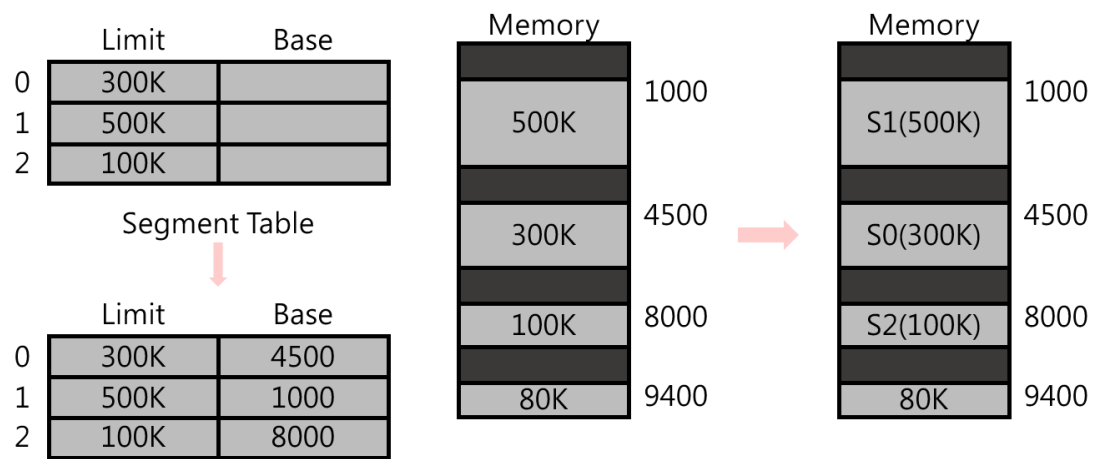 Limit Base
0 300K
1 500K
2 100K
Segment Table
Limit Base
0 300K 4500
1 500K 1000
2 100K 8000
Memory
500K 1000
300K 4500
100K 8000
80K 9400
Memory
S1(500K) 1000
S0(300K) 4500
S2(100K) 8000
80K 9400